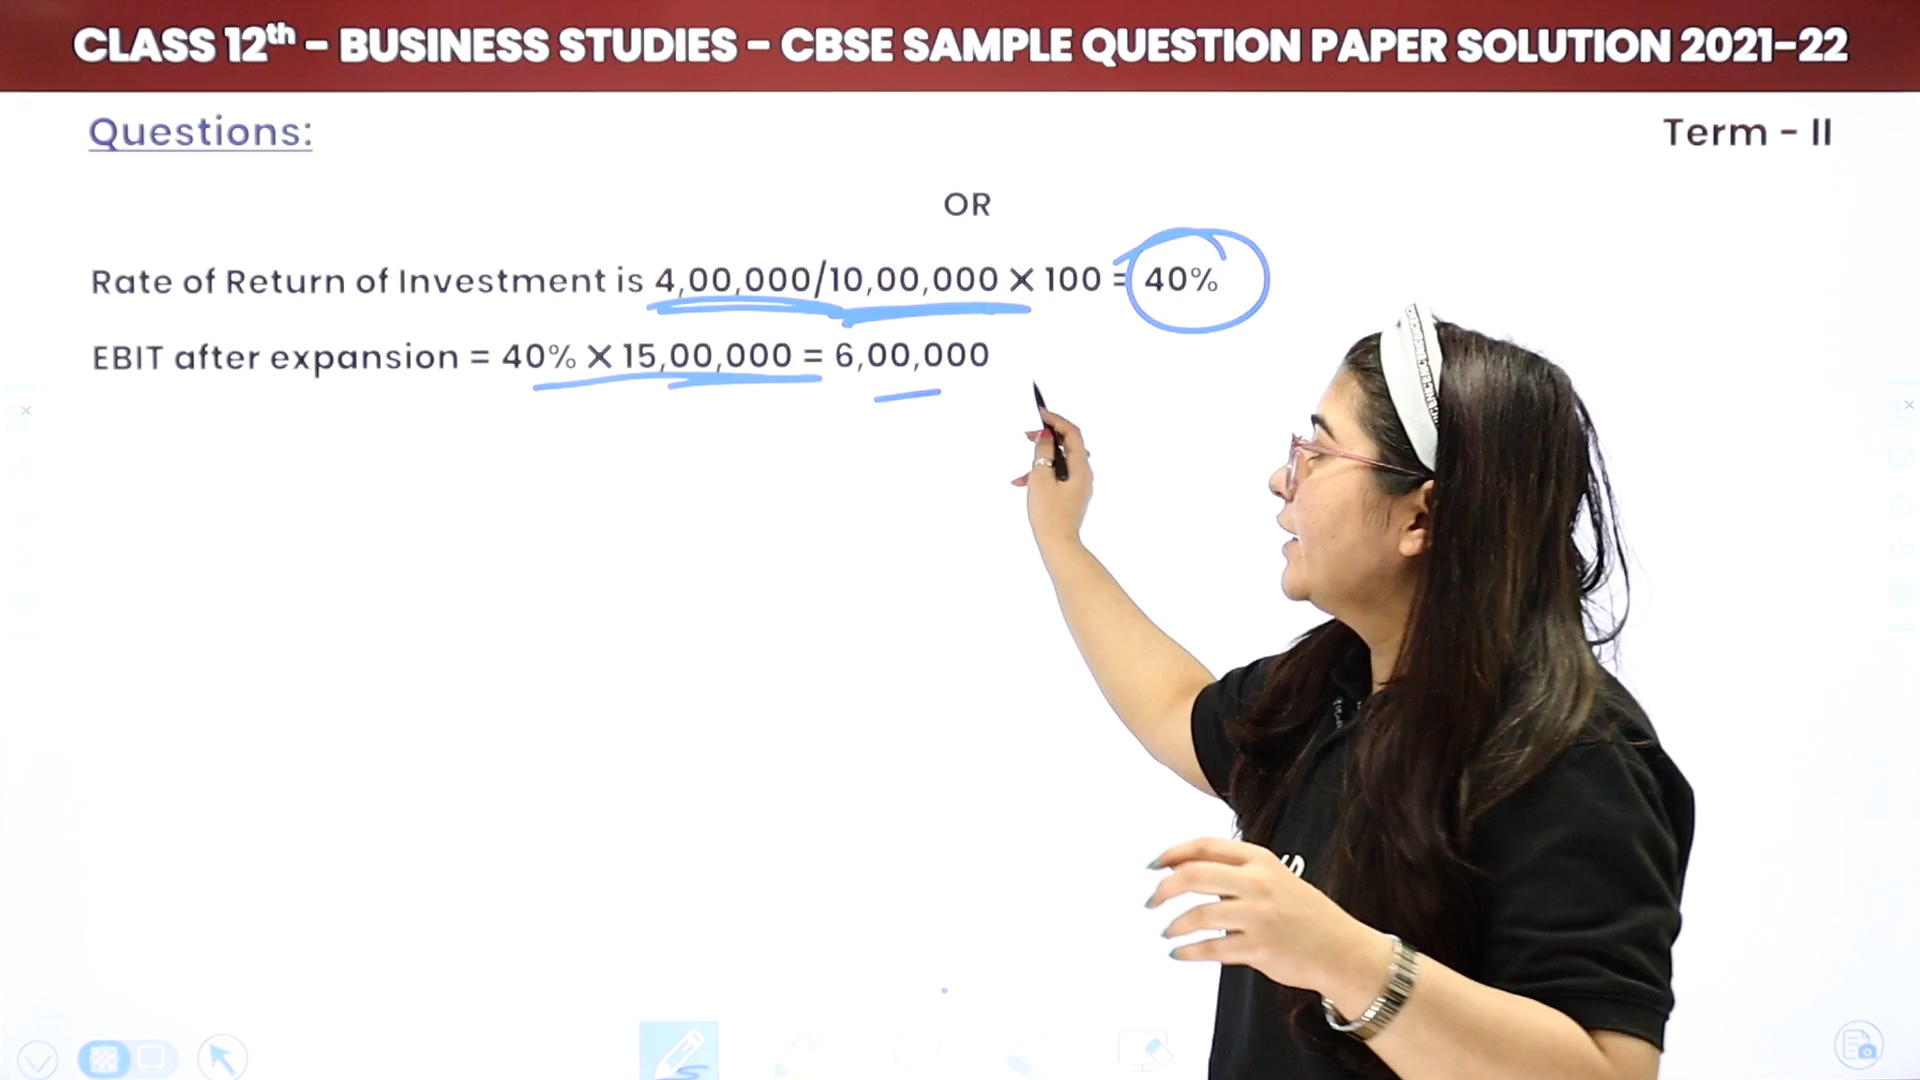 CLASS 12th - BUSINESS STUDIES - CBSE SAMPLE QUESTION PAPER SOLUTION 2021-22
Questions:
Term - II
OR
Rate of Return of Investment is 4,00,000/10,00,000 × 100 = 40%
EBIT after expansion = 40% × 15,00,000 = 6,00,000